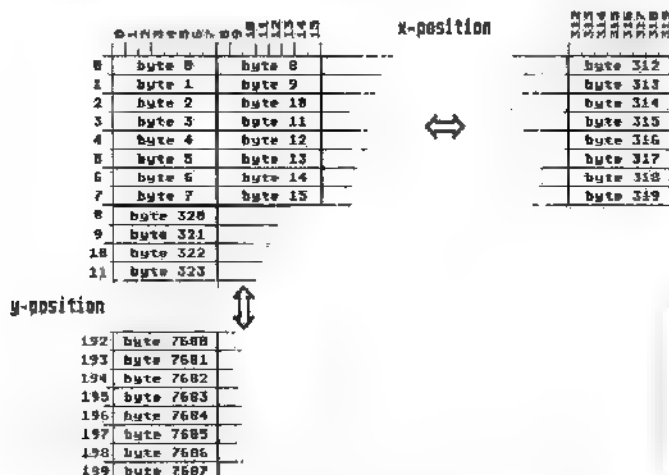 x-position
0 byte 0 byte 8 byte 312
1 byte 1 byte 9 byte 313
2 byte 2 byte 10 byte 314
3 byte 3 byte 11 byte 315
4 byte 4 byte 12 byte 316
5 byte 5 byte 13 byte 317
6 byte 6 byte 14 byte 318
7 byte 7 byte 15 byte 319
8 byte 320
9 byte 321
10 byte 322
11 byte 323
y-position
192 byte 7680
193 byte 7681
194 byte 7682
195 byte 7683
196 byte 7684
197 byte 7685
198 byte 7686
199 byte 7687